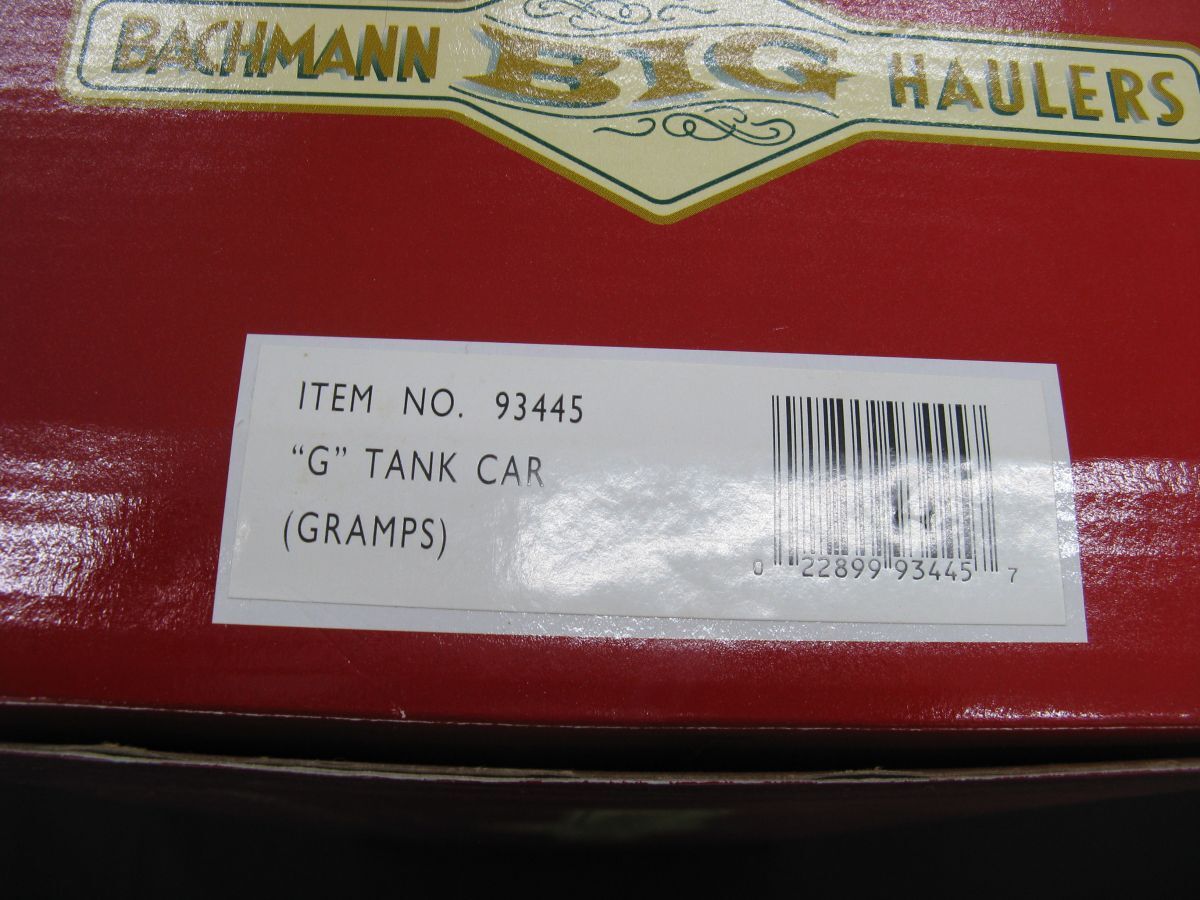 BACHMANN BIG HAULERS
ITEM NO. 93445
“G” TANK CAR
(GRAMPS)
0 22899 93445 7